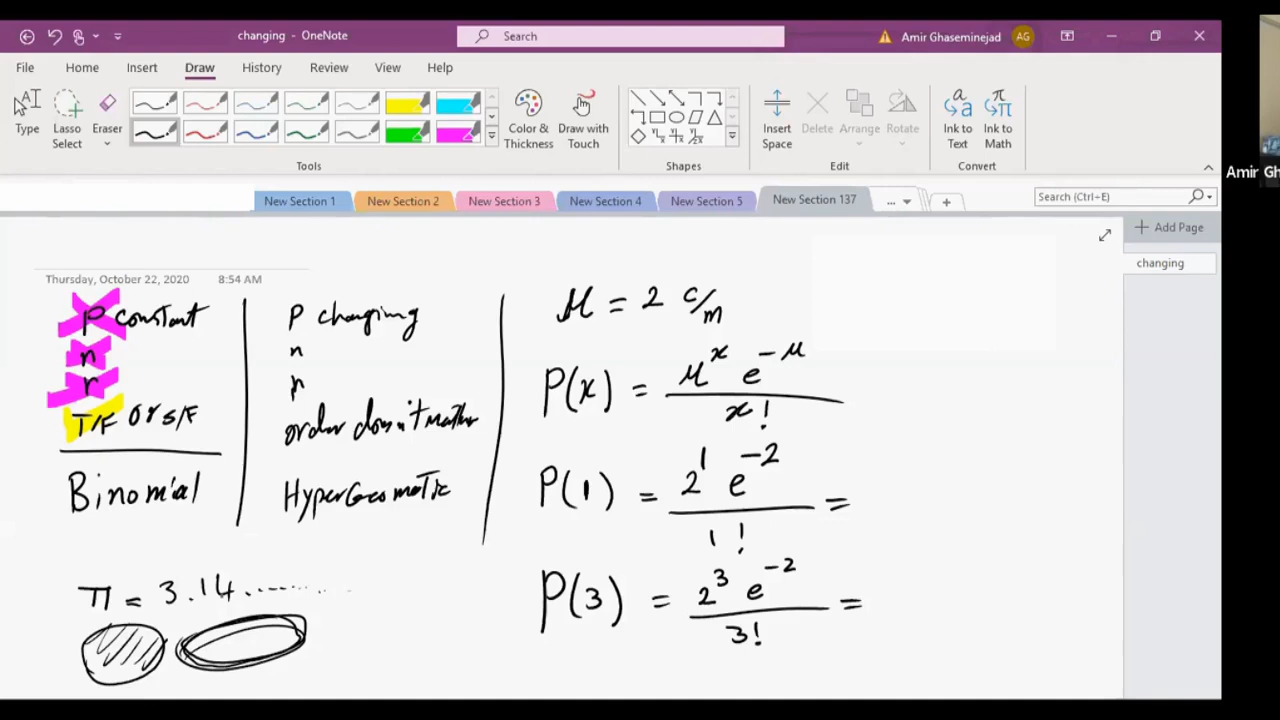 changing - OneNote
Search
Amir Ghaseminejad
AG
File Home Insert Draw History Review View Help
Type
Lasso Select
Eraser
Color & Thickness
Draw with Touch
Insert Space
Delete
Arrange
Rotate
Ink to Text
Ink to Math
Tools
Shapes
Edit
Convert
Amir Gh
New Section 1
New Section 2
New Section 3
New Section 4
New Section 5
New Section 137
...
Search (Ctrl+E)
Add Page
changing
Thursday, October 22, 2020 8:54 AM
P constant
n
r
T/F or S/F
Binomial
P changing
n
r
order doesn't matter
HyperGeomatic
π = 3.14........
μ = 2 c/m
P(x) = μ^x e^-μ / x!
P(1) = 2^1 e^-2 / 1! =
P(3) = 2^3 e^-2 / 3! =